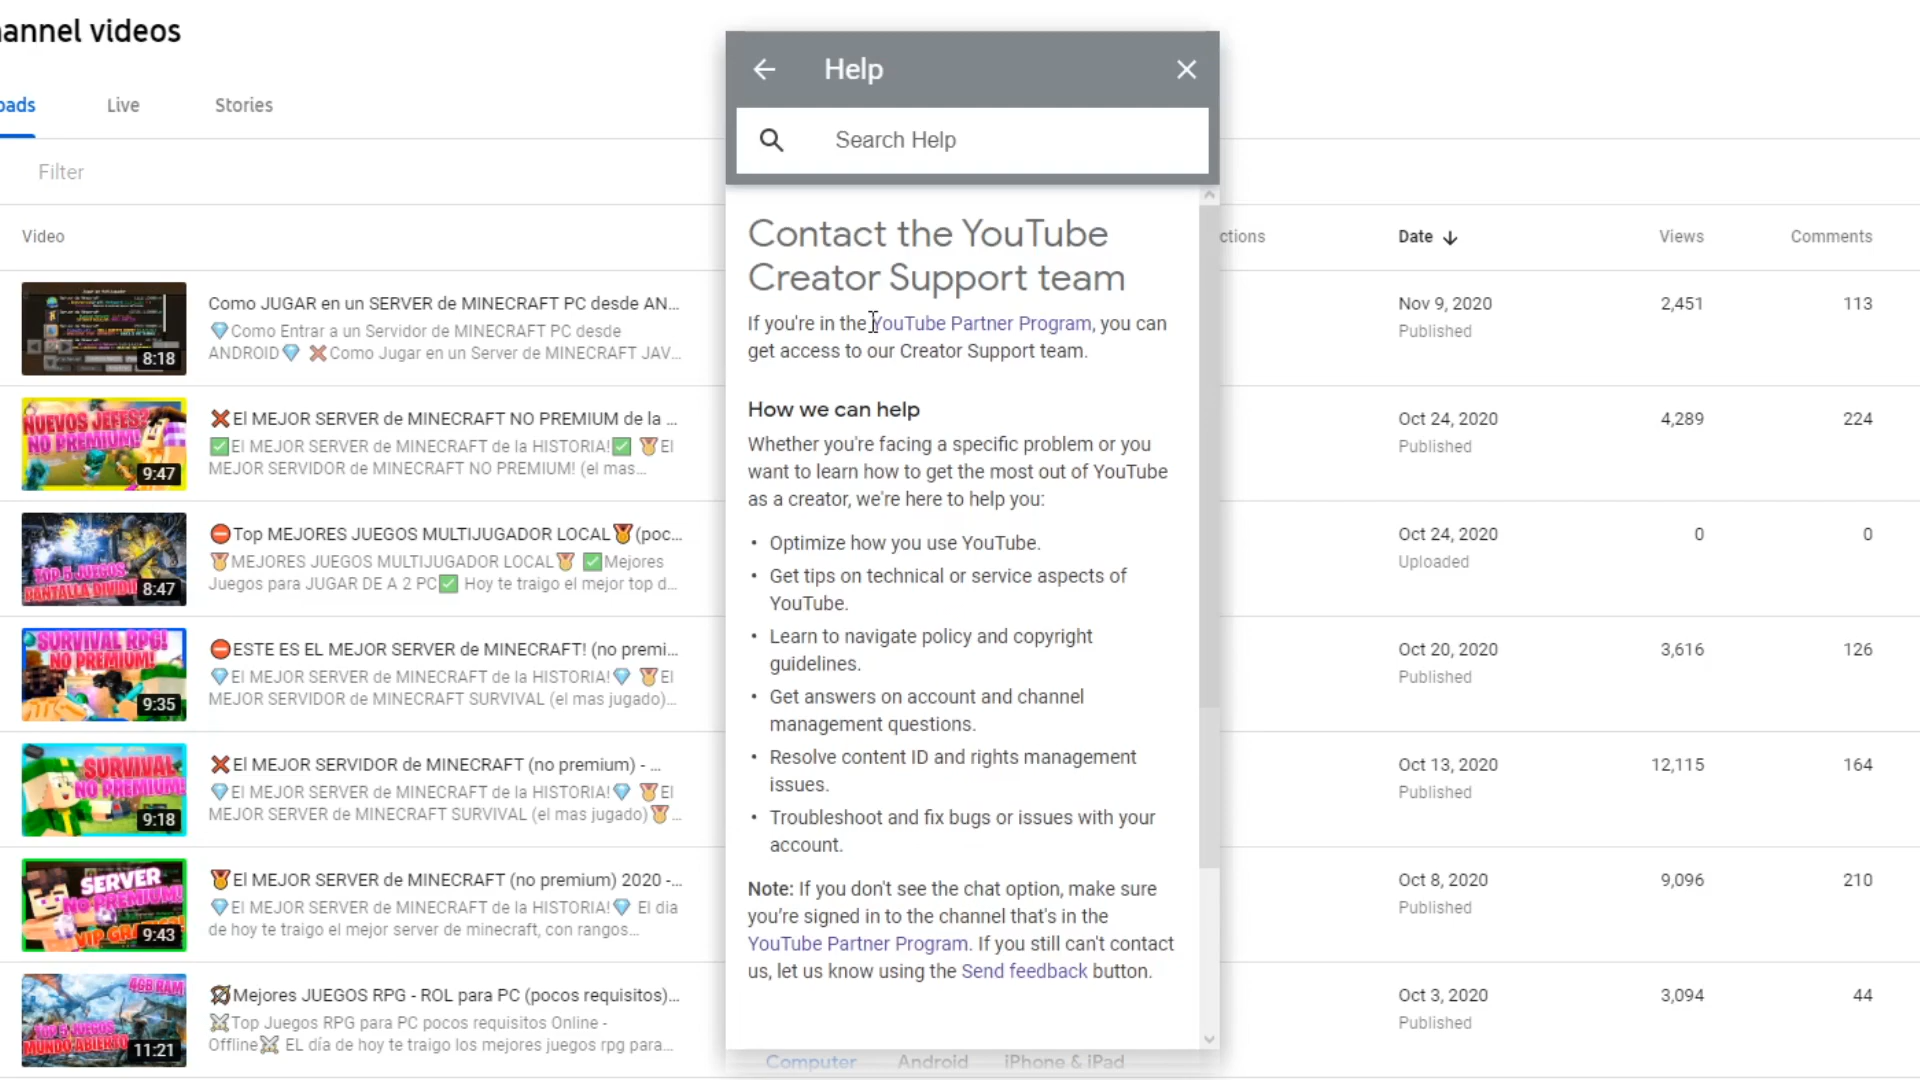 annel videos
oads Live Stories
Filter
Video ctions Date Views Comments
Help
Search Help
Contact the YouTube
Creator Support team
If you're in the YouTube Partner Program, you can
get access to our Creator Support team.
How we can help
Whether you're facing a specific problem or you
want to learn how to get the most out of YouTube
as a creator, we're here to help you:
• Optimize how you use YouTube.
• Get tips on technical or service aspects of
YouTube.
• Learn to navigate policy and copyright
guidelines.
• Get answers on account and channel
management questions.
• Resolve content ID and rights management
issues.
• Troubleshoot and fix bugs or issues with your
account.
Note: If you don't see the chat option, make sure
you're signed in to the channel that's in the
YouTube Partner Program. If you still can't contact
us, let us know using the Send feedback button.
Computer Android iPhone & iPad
8:18
Como JUGAR en un SERVER de MINECRAFT PC desde AN...
💎Como Entrar a un Servidor de MINECRAFT PC desde
ANDROID💎 ❌Como Jugar en un Server de MINECRAFT JAV...
Nov 9, 2020 2,451 113
Published
NUEVOS JEFES?
NO PREMIUM!
9:47
❌El MEJOR SERVER de MINECRAFT NO PREMIUM de la ...
✅El MEJOR SERVER de MINECRAFT de la HISTORIA!✅ 🏅El
MEJOR SERVIDOR de MINECRAFT NO PREMIUM! (el mas...
Oct 24, 2020 4,289 224
Published
TOP 5 JUEGOS
PANTALLA DIVIDI
8:47
⛔Top MEJORES JUEGOS MULTIJUGADOR LOCAL🏅(poc...
🏅MEJORES JUEGOS MULTIJUGADOR LOCAL🏅 ✅Mejores
Juegos para JUGAR DE A 2 PC✅ Hoy te traigo el mejor top d...
Oct 24, 2020 0 0
Uploaded
SURVIVAL RPG!
NO PREMIUM!
9:35
⛔ESTE ES EL MEJOR SERVER de MINECRAFT! (no premi...
💎El MEJOR SERVER de MINECRAFT de la HISTORIA!💎 🏅El
MEJOR SERVIDOR de MINECRAFT SURVIVAL (el mas jugado)...
Oct 20, 2020 3,616 126
Published
SURVIVAL
NO PREMIUM!
9:18
❌El MEJOR SERVIDOR de MINECRAFT (no premium) - ...
💎El MEJOR SERVER de MINECRAFT de la HISTORIA!💎 🏅El
MEJOR SERVER de MINECRAFT SURVIVAL (el mas jugado)🏅...
Oct 13, 2020 12,115 164
Published
SERVER
NO PREMIUM!
VIP GRA
9:43
🏅El MEJOR SERVER de MINECRAFT (no premium) 2020 -...
💎El MEJOR SERVER de MINECRAFT de la HISTORIA!💎 El dia
de hoy te traigo el mejor server de minecraft, con rangos...
Oct 8, 2020 9,096 210
Published
4GB RAM
TOP 5 JUEGOS
MUNDO ABIERTO
11:21
Mejores JUEGOS RPG - ROL para PC (pocos requisitos)...
⚔Top Juegos RPG para PC pocos requisitos Online -
Offline⚔ EL día de hoy te traigo los mejores juegos rpg para...
Oct 3, 2020 3,094 44
Published